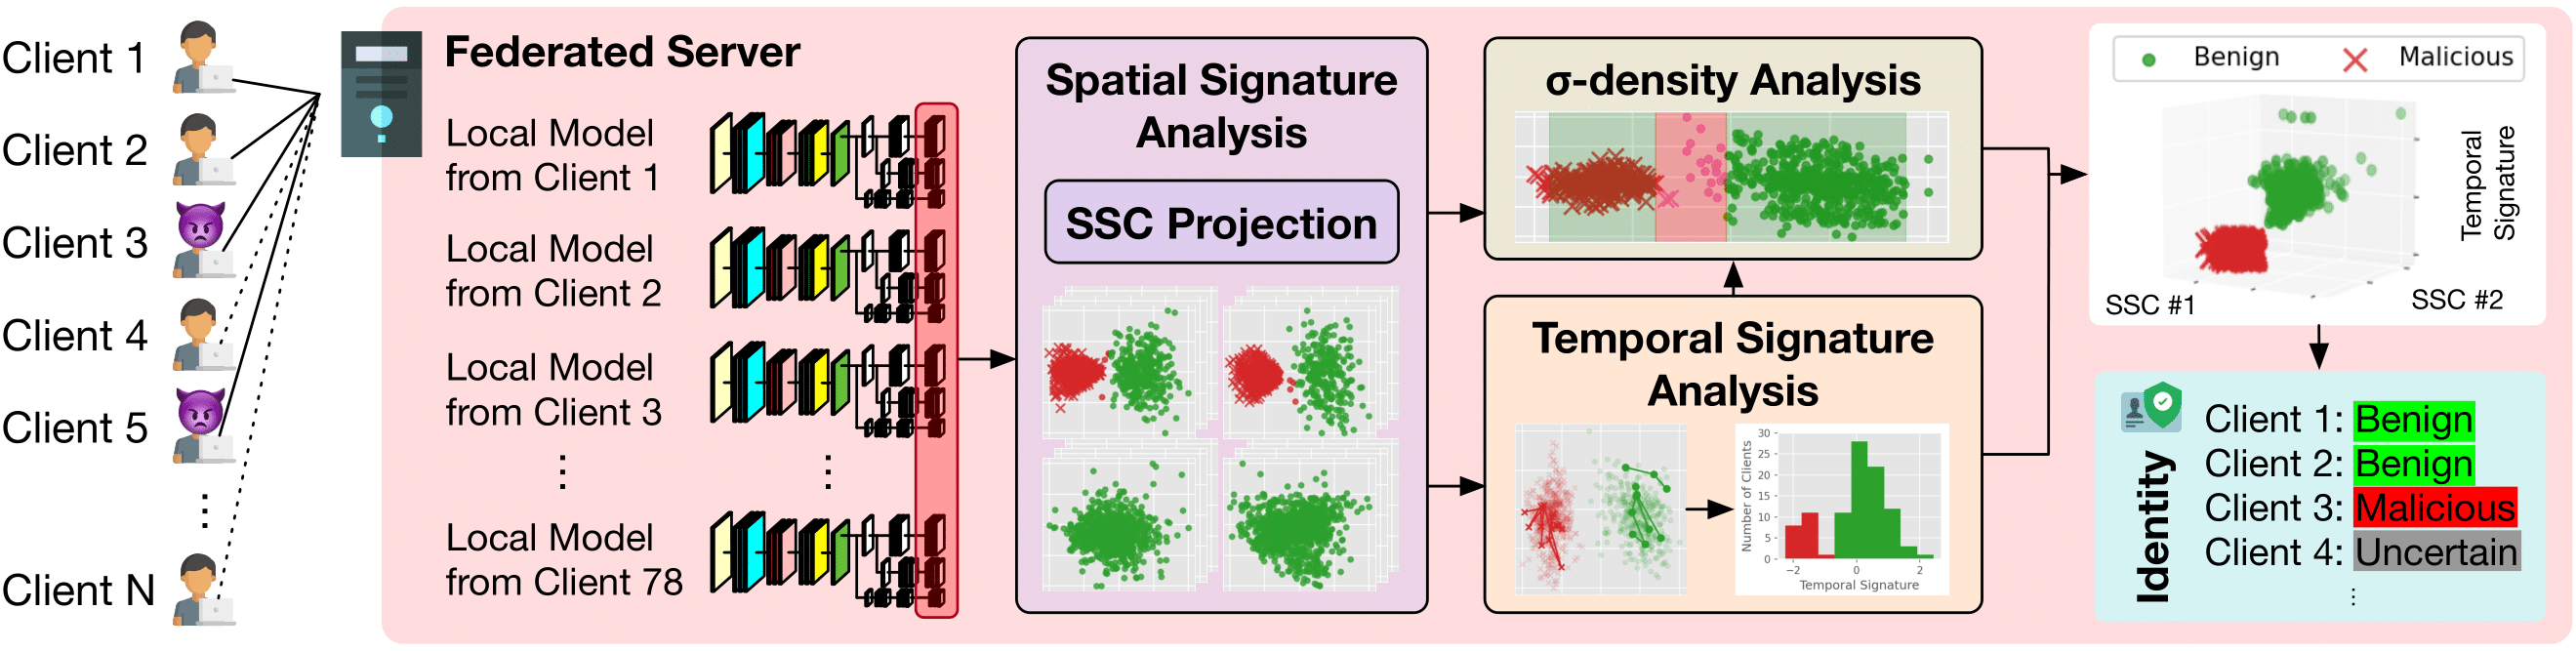 Client 1
Client 2
Client 3
Client 4
Client 5
⋮
Client N
Federated Server
Local Model
from Client 1
Local Model
from Client 2
Local Model
from Client 3
⋮ ⋮
Local Model
from Client 78
Spatial Signature
Analysis
SSC Projection
σ-density Analysis
Temporal Signature
Analysis
Number of Clients
30
25
20
15
10
5
0
−2 0 2
Temporal Signature
Benign Malicious
Temporal
Signature
SSC #1
SSC #2
Identity
Client 1: Benign
Client 2: Benign
Client 3: Malicious
Client 4: Uncertain
⋮